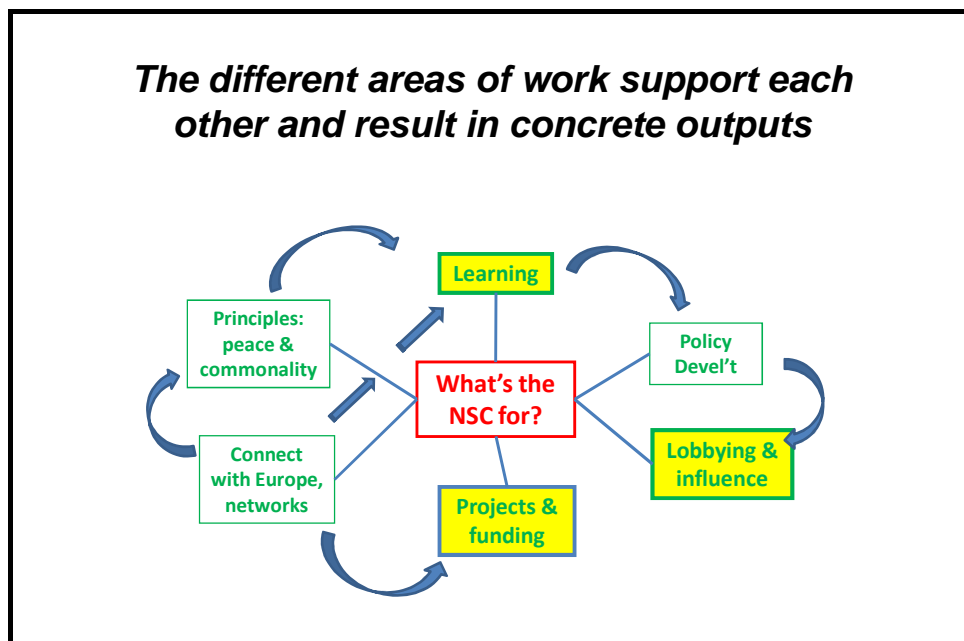 The different areas of work support each
other and result in concrete outputs
Learning
Principles:
peace &
commonality
Policy
Devel’t
What’s the
NSC for?
Connect
with Europe,
networks
Lobbying &
influence
Projects &
funding